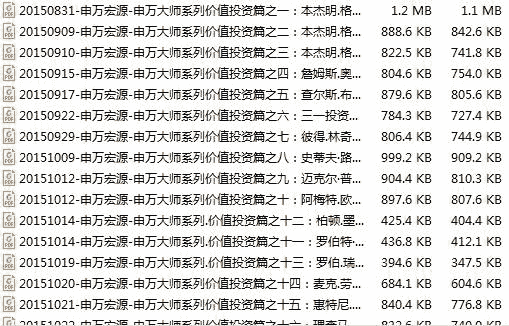 20150831-申万宏源-申万大师系列价值投资篇之一：本杰明.格... 1.2 MB 1.1 MB
20150907-申万宏源-申万大师系列价值投资篇之二：本杰明.格... 888.6 KB 842.6 KB
20150910-申万宏源-申万大师系列价值投资篇之三：本杰明.格... 822.5 KB 741.8 KB
20150915-申万宏源-申万大师系列价值投资篇之四：詹姆斯.奥... 804.6 KB 754.0 KB
20150917-申万宏源-申万大师系列价值投资篇之五：查尔斯.布... 879.6 KB 805.6 KB
20150922-申万宏源-申万大师系列价值投资篇之六：三一投资... 784.3 KB 727.4 KB
20150929-申万宏源-申万大师系列价值投资篇之七：彼得.林奇... 806.4 KB 744.9 KB
20151009-申万宏源-申万大师系列价值投资篇之八：史蒂夫·路... 999.2 KB 909.2 KB
20151012-申万宏源-申万大师系列价值投资篇之九：迈克尔·普... 904.4 KB 810.3 KB
20151012-申万宏源-申万大师系列价值投资篇之十：阿梅特.欧... 897.6 KB 807.6 KB
20151014-申万宏源-申万大师系列.价值投资篇之十二：柏顿.墨... 425.4 KB 404.4 KB
20151014-申万宏源-申万大师系列.价值投资篇之十一：罗伯特·... 436.8 KB 412.1 KB
20151019-申万宏源-申万大师系列.价值投资篇之十三：罗伯.瑞... 394.6 KB 347.5 KB
20151020-申万宏源-申万大师系列价值投资篇之十四：麦克.劳... 684.1 KB 604.6 KB
20151021-申万宏源-申万大师系列价值投资篇之十五：惠特尼.... 840.4 KB 776.8 KB